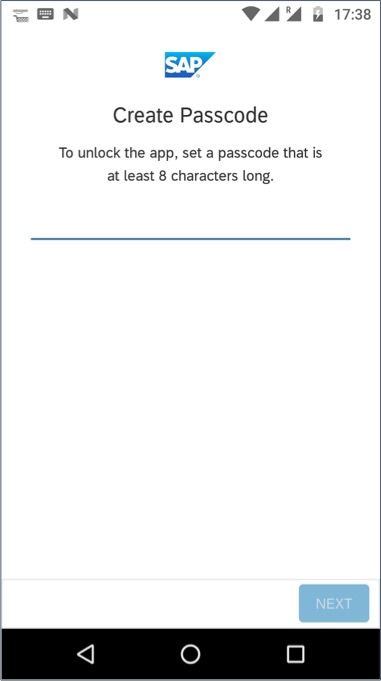 R
17:38
SAP
Create Passcode
To unlock the app, set a passcode that is
at least 8 characters long.
NEXT